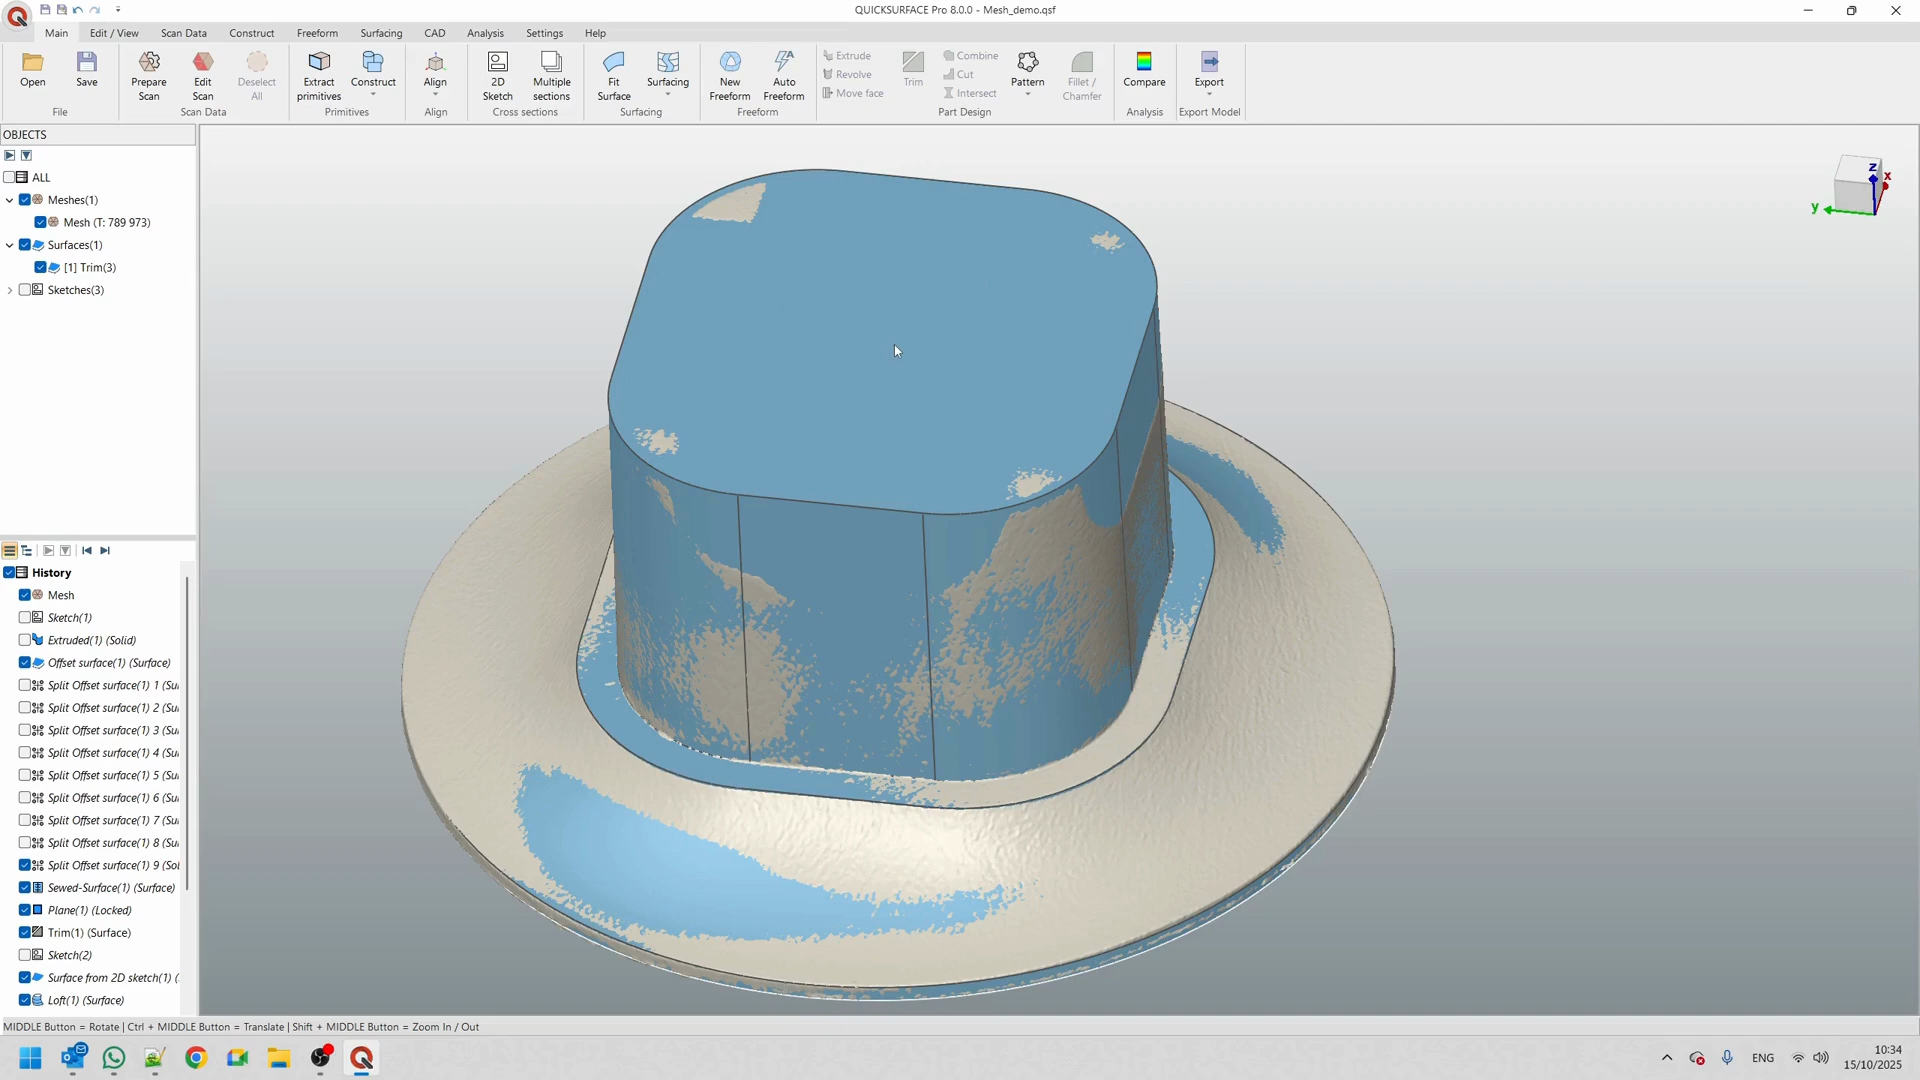 QUICKSURFACE Pro 8.0.0 - Mesh_demo.qsf
Main Edit / View Scan Data Construct Freeform Surfacing CAD Analysis Settings Help
Open
Save
Prepare Scan
Edit Scan
Deselect All
Extract primitives
Construct
Align
2D Sketch
Multiple sections
Fit Surface
Surfacing
New Freeform
Auto Freeform
Extrude
Revolve
Move face
Trim
Combine
Cut
Intersect
Pattern
Fillet / Chamfer
Compare
Export
File Scan Data Primitives Align Cross sections Surfacing Freeform Part Design Analysis Export Model
OBJECTS
ALL
Meshes(1)
Mesh (T: 789 973)
Surfaces(1)
[1] Trim(3)
Sketches(3)
z
x
y
History
Mesh
Sketch(1)
Extruded(1) (Solid)
Offset surface(1) (Surface)
Split Offset surface(1) 1 (Su
Split Offset surface(1) 2 (Su
Split Offset surface(1) 3 (Su
Split Offset surface(1) 4 (Su
Split Offset surface(1) 5 (Su
Split Offset surface(1) 6 (Su
Split Offset surface(1) 7 (Su
Split Offset surface(1) 8 (Su
Split Offset surface(1) 9 (Sol
Sewed-Surface(1) (Surface)
Plane(1) (Locked)
Trim(1) (Surface)
Sketch(2)
Surface from 2D sketch(1) (
Loft(1) (Surface)
MIDDLE Button = Rotate | Ctrl + MIDDLE Button = Translate | Shift + MIDDLE Button = Zoom In / Out
ENG
10:34
15/10/2025